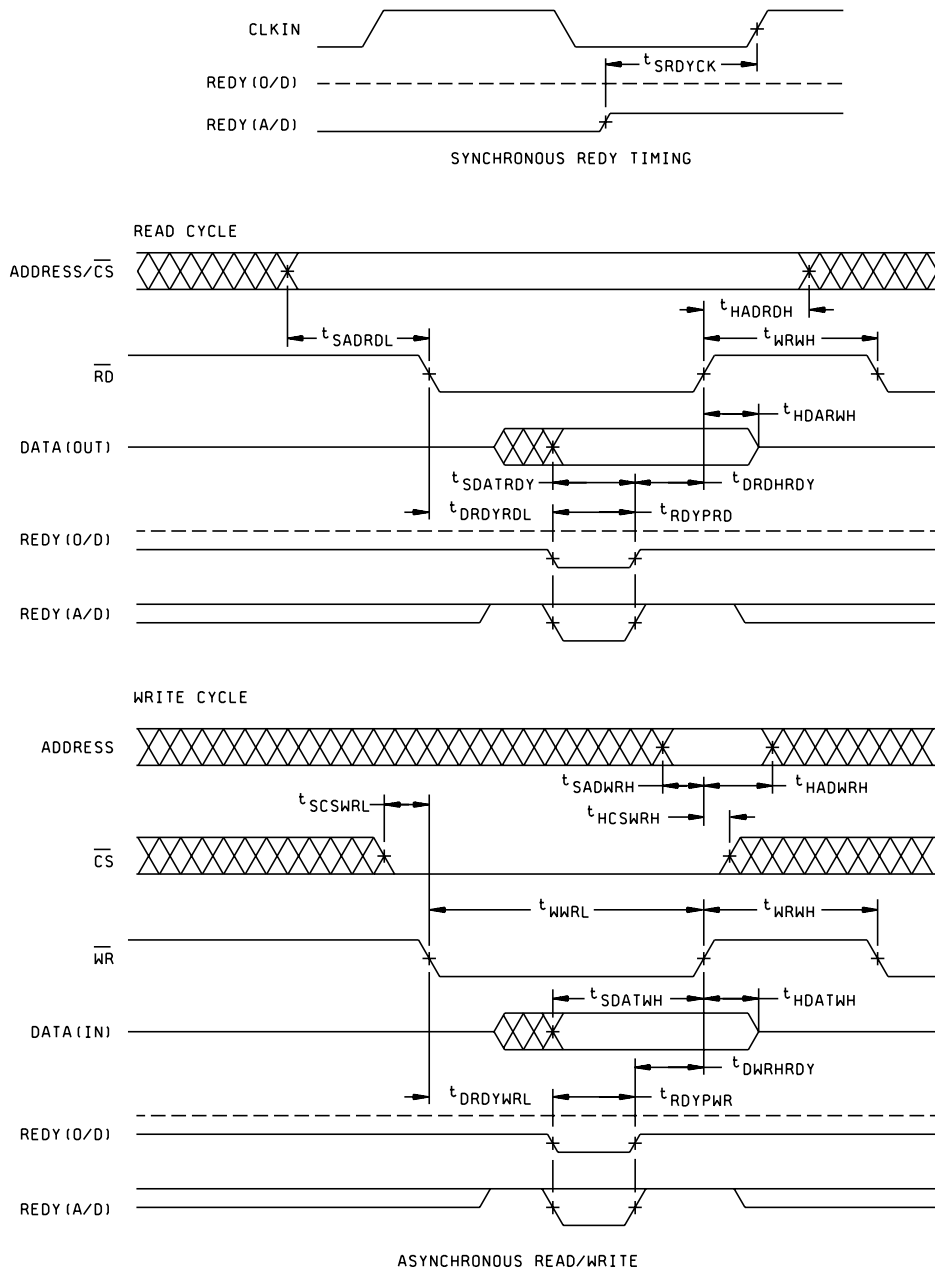 CLKIN
tSRDYCK
REDY(O/D)
REDY(A/D)
SYNCHRONOUS REDY TIMING
READ CYCLE
ADDRESS/CS
tHADRDH
tSADRDL
tWRWH
RD
tHDARWH
DATA(OUT)
tSDATRDY
tDRDHRDY
tDRDYRDL
tRDYPRD
REDY(O/D)
REDY(A/D)
WRITE CYCLE
ADDRESS
tSADWRH
tHADWRH
tSCSWRL
tHCSWRH
CS
tWWRL
tWRWH
WR
tSDATWH
tHDATWH
DATA(IN)
tDWRHRDY
tDRDYWRL
tRDYPWR
REDY(O/D)
REDY(A/D)
ASYNCHRONOUS READ/WRITE